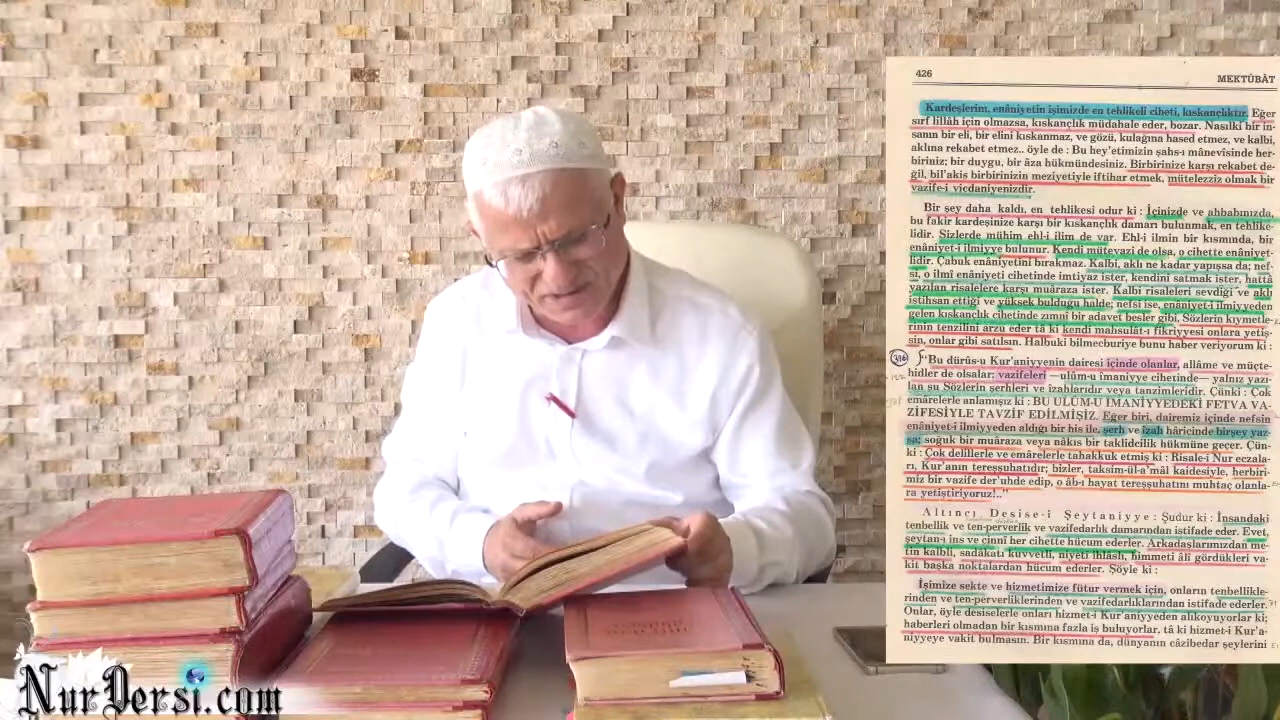 426
MEKTÛBÂT
Kardeşlerim, enâniyetin işimizde en tehlikeli ciheti, kıskançlıktır. Eğer
sırf lillâh için olmazsa, kıskançlık müdahale eder, bozar. Nasılki bir in-
sanın bir eli, bir elini kıskanmaz, ve gözü, kulağına hased etmez, ve kalbi,
aklına rekabet etmez.. öyle de : Bu hey'etimizin şahs-ı mânevîsinde her-
biriniz; bir duygu, bir âza hükmündesiniz. Birbirinize karşı rekabet de-
ğil, bil'akis birbirinizin meziyetiyle iftihar etmek, mütelezziz olmak bir
vazife-i vicdaniyenizdir.
Bir şey daha kaldı, en tehlikesi odur ki : İçinizde ve ahbabınızda,
bu fakir kardeşinize karşı bir kıskançlık damarı bulunmak, en tehlike-
lidir. Sizlerde mühim ehl-i ilim de var. Ehl-i ilmin bir kısmında, bir
enâniyet-i ilmiyye bulunur. Kendi mütevazi de olsa, o cihette enâniyet-
lidir. Çabuk enâniyetini bırakmaz. Kalbi, aklı ne kadar yapışsa da; nef-
si, o ilmî enâniyeti cihetinde imtiyaz ister, kendini satmak ister, hattâ
yazılan risalelere karşı muâraza ister. Kalbi risaleleri sevdiği ve aklı
istihsan ettiği ve yüksek bulduğu halde; nefsi ise, enâniyet-i ilmiyyeden
gelen kıskançlık cihetinde zımnî bir adavet besler gibi, Sözlerin kıymetle-
rinin tenzilini arzu eder tâ ki kendi mahsulât-ı fikriyyesi onlara yetiş-
sin, onlar gibi satılsın. Halbuki bilmecburiye bunu haber veriyorum ki :
"Bu dürûs-u Kur'aniyyenin dairesi içinde olanlar, allâme ve müçte-
hidler de olsalar; vazifeleri —ulûm-u imaniyye cihetinde— yalnız yazı-
lan şu Sözlerin şerhleri ve izahlarıdır veya tanzimleridir. Çünki : Çok
emârelerle anlamışız ki : BU ULÛM-U İMANİYYEDEKİ FETVA VA-
ZİFESİYLE TAVZİF EDİLMİŞİZ. Eğer biri, dairemiz içinde nefsin
enâniyet-i ilmiyyeden aldığı bir his ile, şerh ve izah hâricinde birşey yaz-
sa; soğuk bir muâraza veya nâkıs bir taklidcilik hükmüne geçer. Çün-
ki : Çok delillerle ve emârelerle tahakkuk etmiş ki : Risale-i Nur eczala-
rı, Kur'anın tereşşuhatıdır; bizler, taksim-ül-a'mâl kaidesiyle, herbiri-
miz bir vazife der'uhde edip, o âb-ı hayat tereşşuhatını muhtaç olanla-
ra yetiştiriyoruz!.."
Altıncı Desise-i Şeytaniyye : Şudur ki : İnsandaki
tenbellik ve ten-perverlik ve vazifedarlık damarından istifade eder. Evet,
şeytan-ı ins ve cinnî her cihette hücum ederler. Arkadaşlarımızdan me-
tin kalbli, sadakatı kuvvetli, niyeti ihlâslı, himmeti âli gördükleri va-
kit başka noktalardan hücum ederler. Şöyle ki :
İşimize sekte ve hizmetimize fütur vermek için, onların tenbellikle-
rinden ve ten-perverliklerinden ve vazifedarlıklarından istifade ederler.
Onlar, öyle desiselerle onları hizmet-i Kur'aniyyeden alıkoyuyorlar ki;
haberleri olmadan bir kısmına fazla iş buluyorlar, tâ ki hizmet-i Kur'a-
niyyeye vakit bulmasın. Bir kısmına da, dünyanın câzibedar şeylerini
NurDersi.com